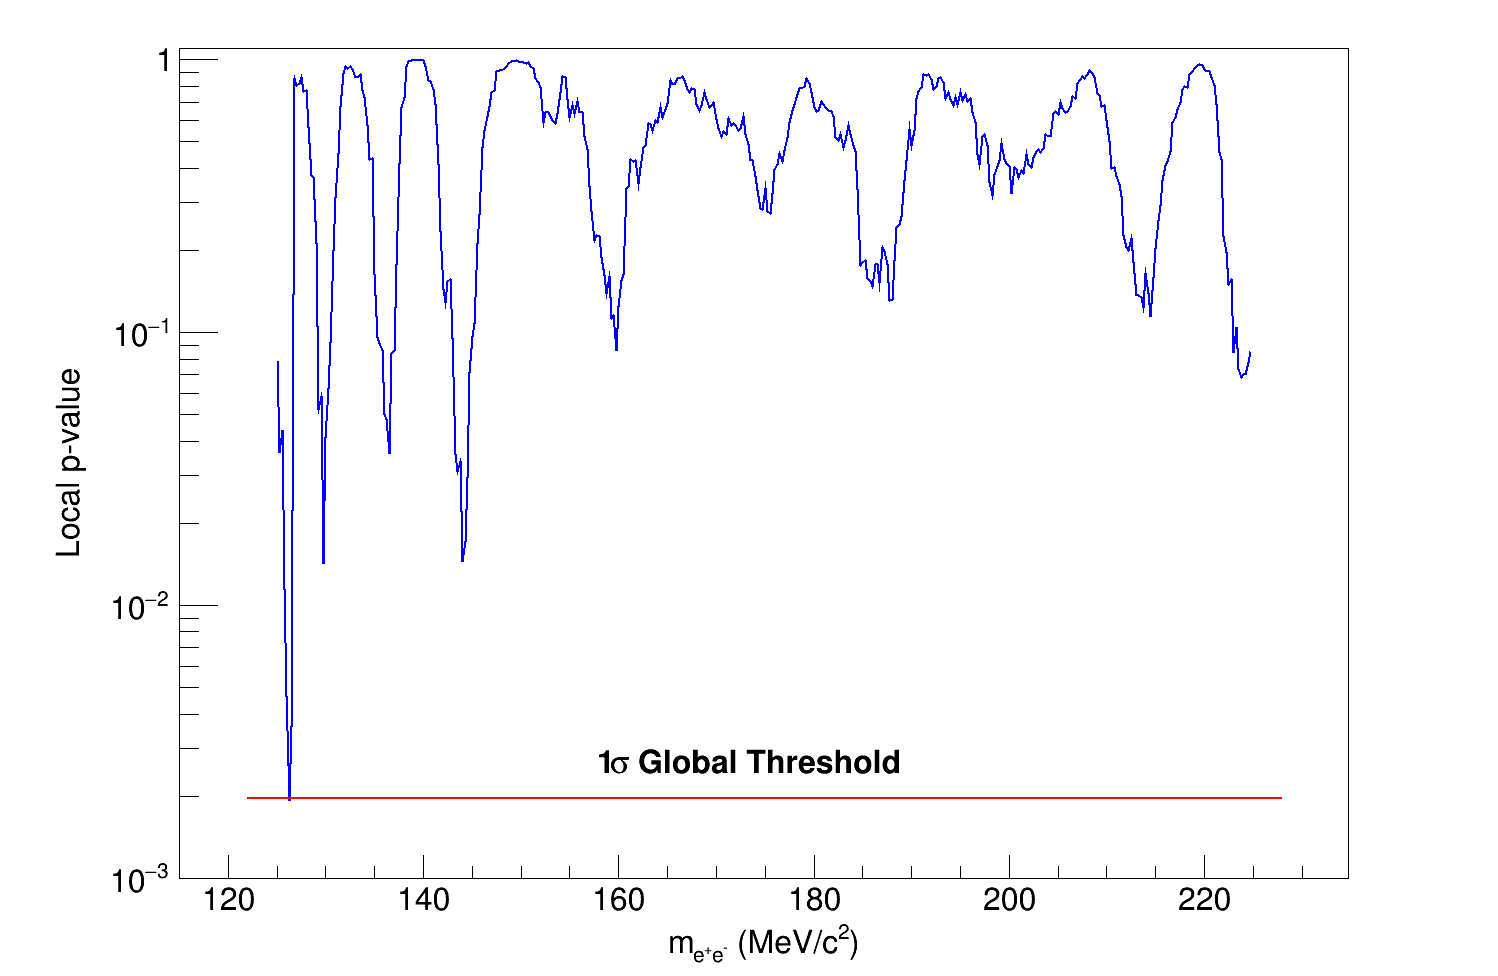 1
10⁻¹
10⁻²
10⁻³
Local p-value
1σ Global Threshold
120 140 160 180 200 220
m_{e⁺e⁻} (MeV/c²)